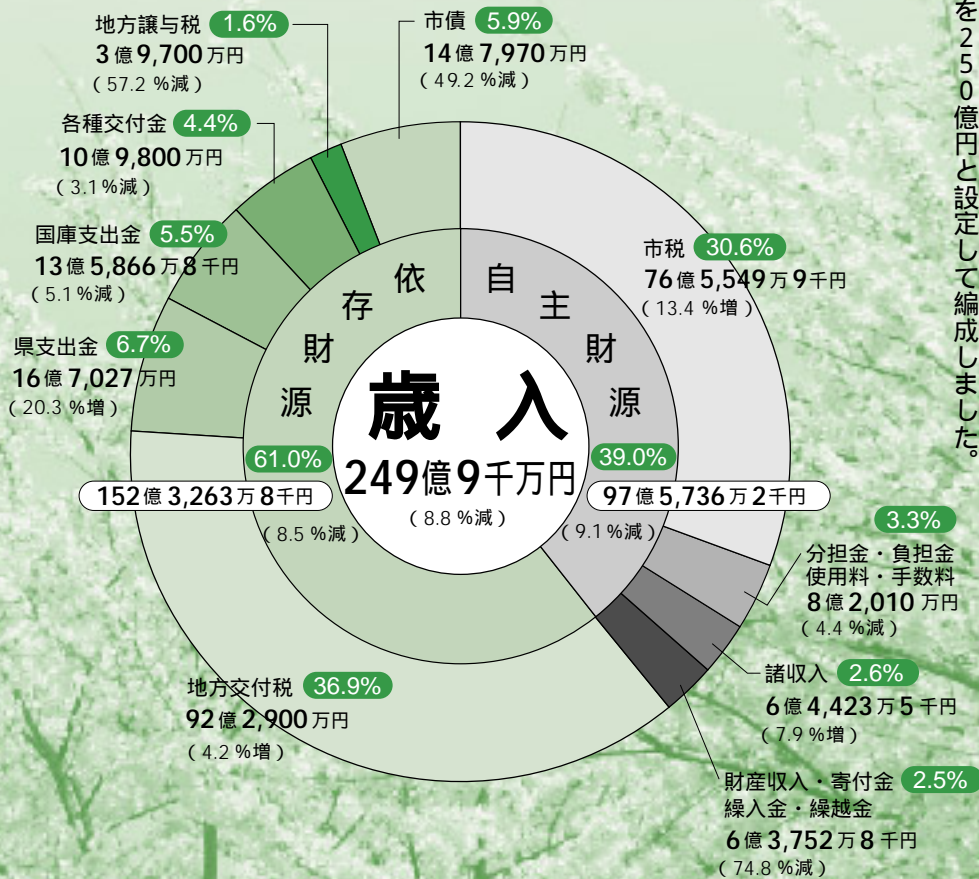 を250億円と設定して編成しました。
地方譲与税 1.6%
3億9,700万円
(57.2%減)
市債 5.9%
14億7,970万円
(49.2%減)
各種交付金 4.4%
10億9,800万円
(3.1%減)
国庫支出金 5.5%
13億5,866万8千円
(5.1%減)
県支出金 6.7%
16億7,027万円
(20.3%増)
市税 30.6%
76億5,549万9千円
(13.4%増)
依存財源
61.0%
152億3,263万8千円
(8.5%減)
自主財源
39.0%
97億5,736万2千円
(9.1%減)
歳入
249億9千万円
(8.8%減)
3.3%
分担金・負担金
使用料・手数料
8億2,010万円
(4.4%減)
諸収入 2.6%
6億4,423万5千円
(7.9%増)
地方交付税 36.9%
92億2,900万円
(4.2%増)
財産収入・寄付金 2.5%
繰入金・繰越金
6億3,752万8千円
(74.8%減)